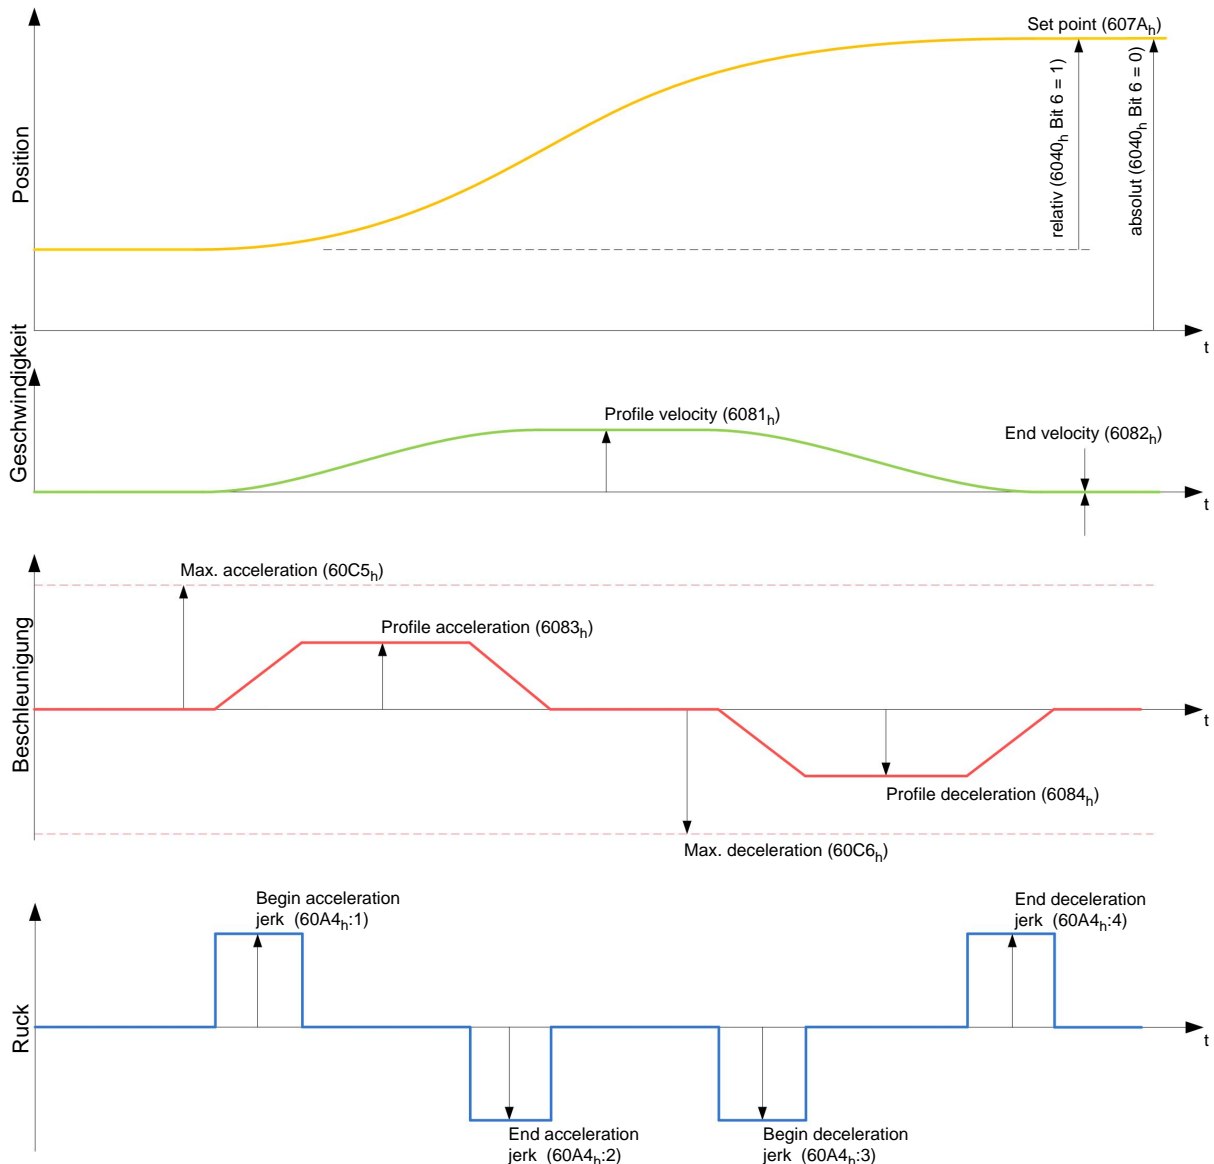 Set point (607Ah)
Position
relativ (6040h Bit 6 = 1)
absolut (6040h Bit 6 = 0)
t
Geschwindigkeit
Profile velocity (6081h)
End velocity (6082h)
t
Beschleunigung
Max. acceleration (60C5h)
Profile acceleration (6083h)
t
Profile deceleration (6084h)
Max. deceleration (60C6h)
Ruck
Begin acceleration
jerk (60A4h:1)
End deceleration
jerk (60A4h:4)
t
End acceleration
jerk (60A4h:2)
Begin deceleration
jerk (60A4h:3)